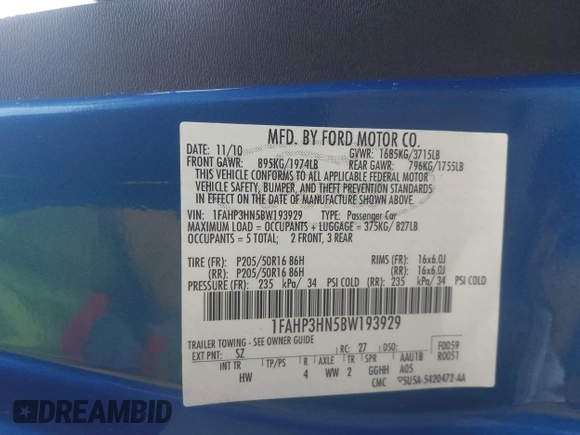 MFD. BY FORD MOTOR CO.
DATE: 11/10 GVWR: 1685KG/3715LB
FRONT GAWR: 895KG/1974LB REAR GAWR: 796KG/1755LB
THIS VEHICLE CONFORMS TO ALL APPLICABLE FEDERAL MOTOR
VEHICLE SAFETY, BUMPER, AND THEFT PREVENTION STANDARDS
IN EFFECT ON THE DATE OF MANUFACTURE SHOWN ABOVE.
VIN: 1FAHP3HN5BW193929 TYPE: Passenger Car
MAXIMUM LOAD = OCCUPANTS + LUGGAGE = 375KG/ 827LB
OCCUPANTS = 5 TOTAL; 2 FRONT, 3 REAR
TIRE (FR): P205/50R16 86H RIMS (FR): 16x6.0J
(RR): P205/50R16 86H (RR): 16x6.0J
PRESSURE (FR): 235 kPa/ 34 PSI COLD (RR): 235 kPa/ 34 PSI COLD
1FAHP3HN5BW193929
TRAILER TOWING - SEE OWNER GUIDE
EXT PNT: SZ RC: 27 DSO: F0059
INT TR TP/PS R AXLE TR SPR AAU18 R0051
HW 4 WW 2 GGHH A05
CMC 5U5A-5420472-AA
DREAMBID